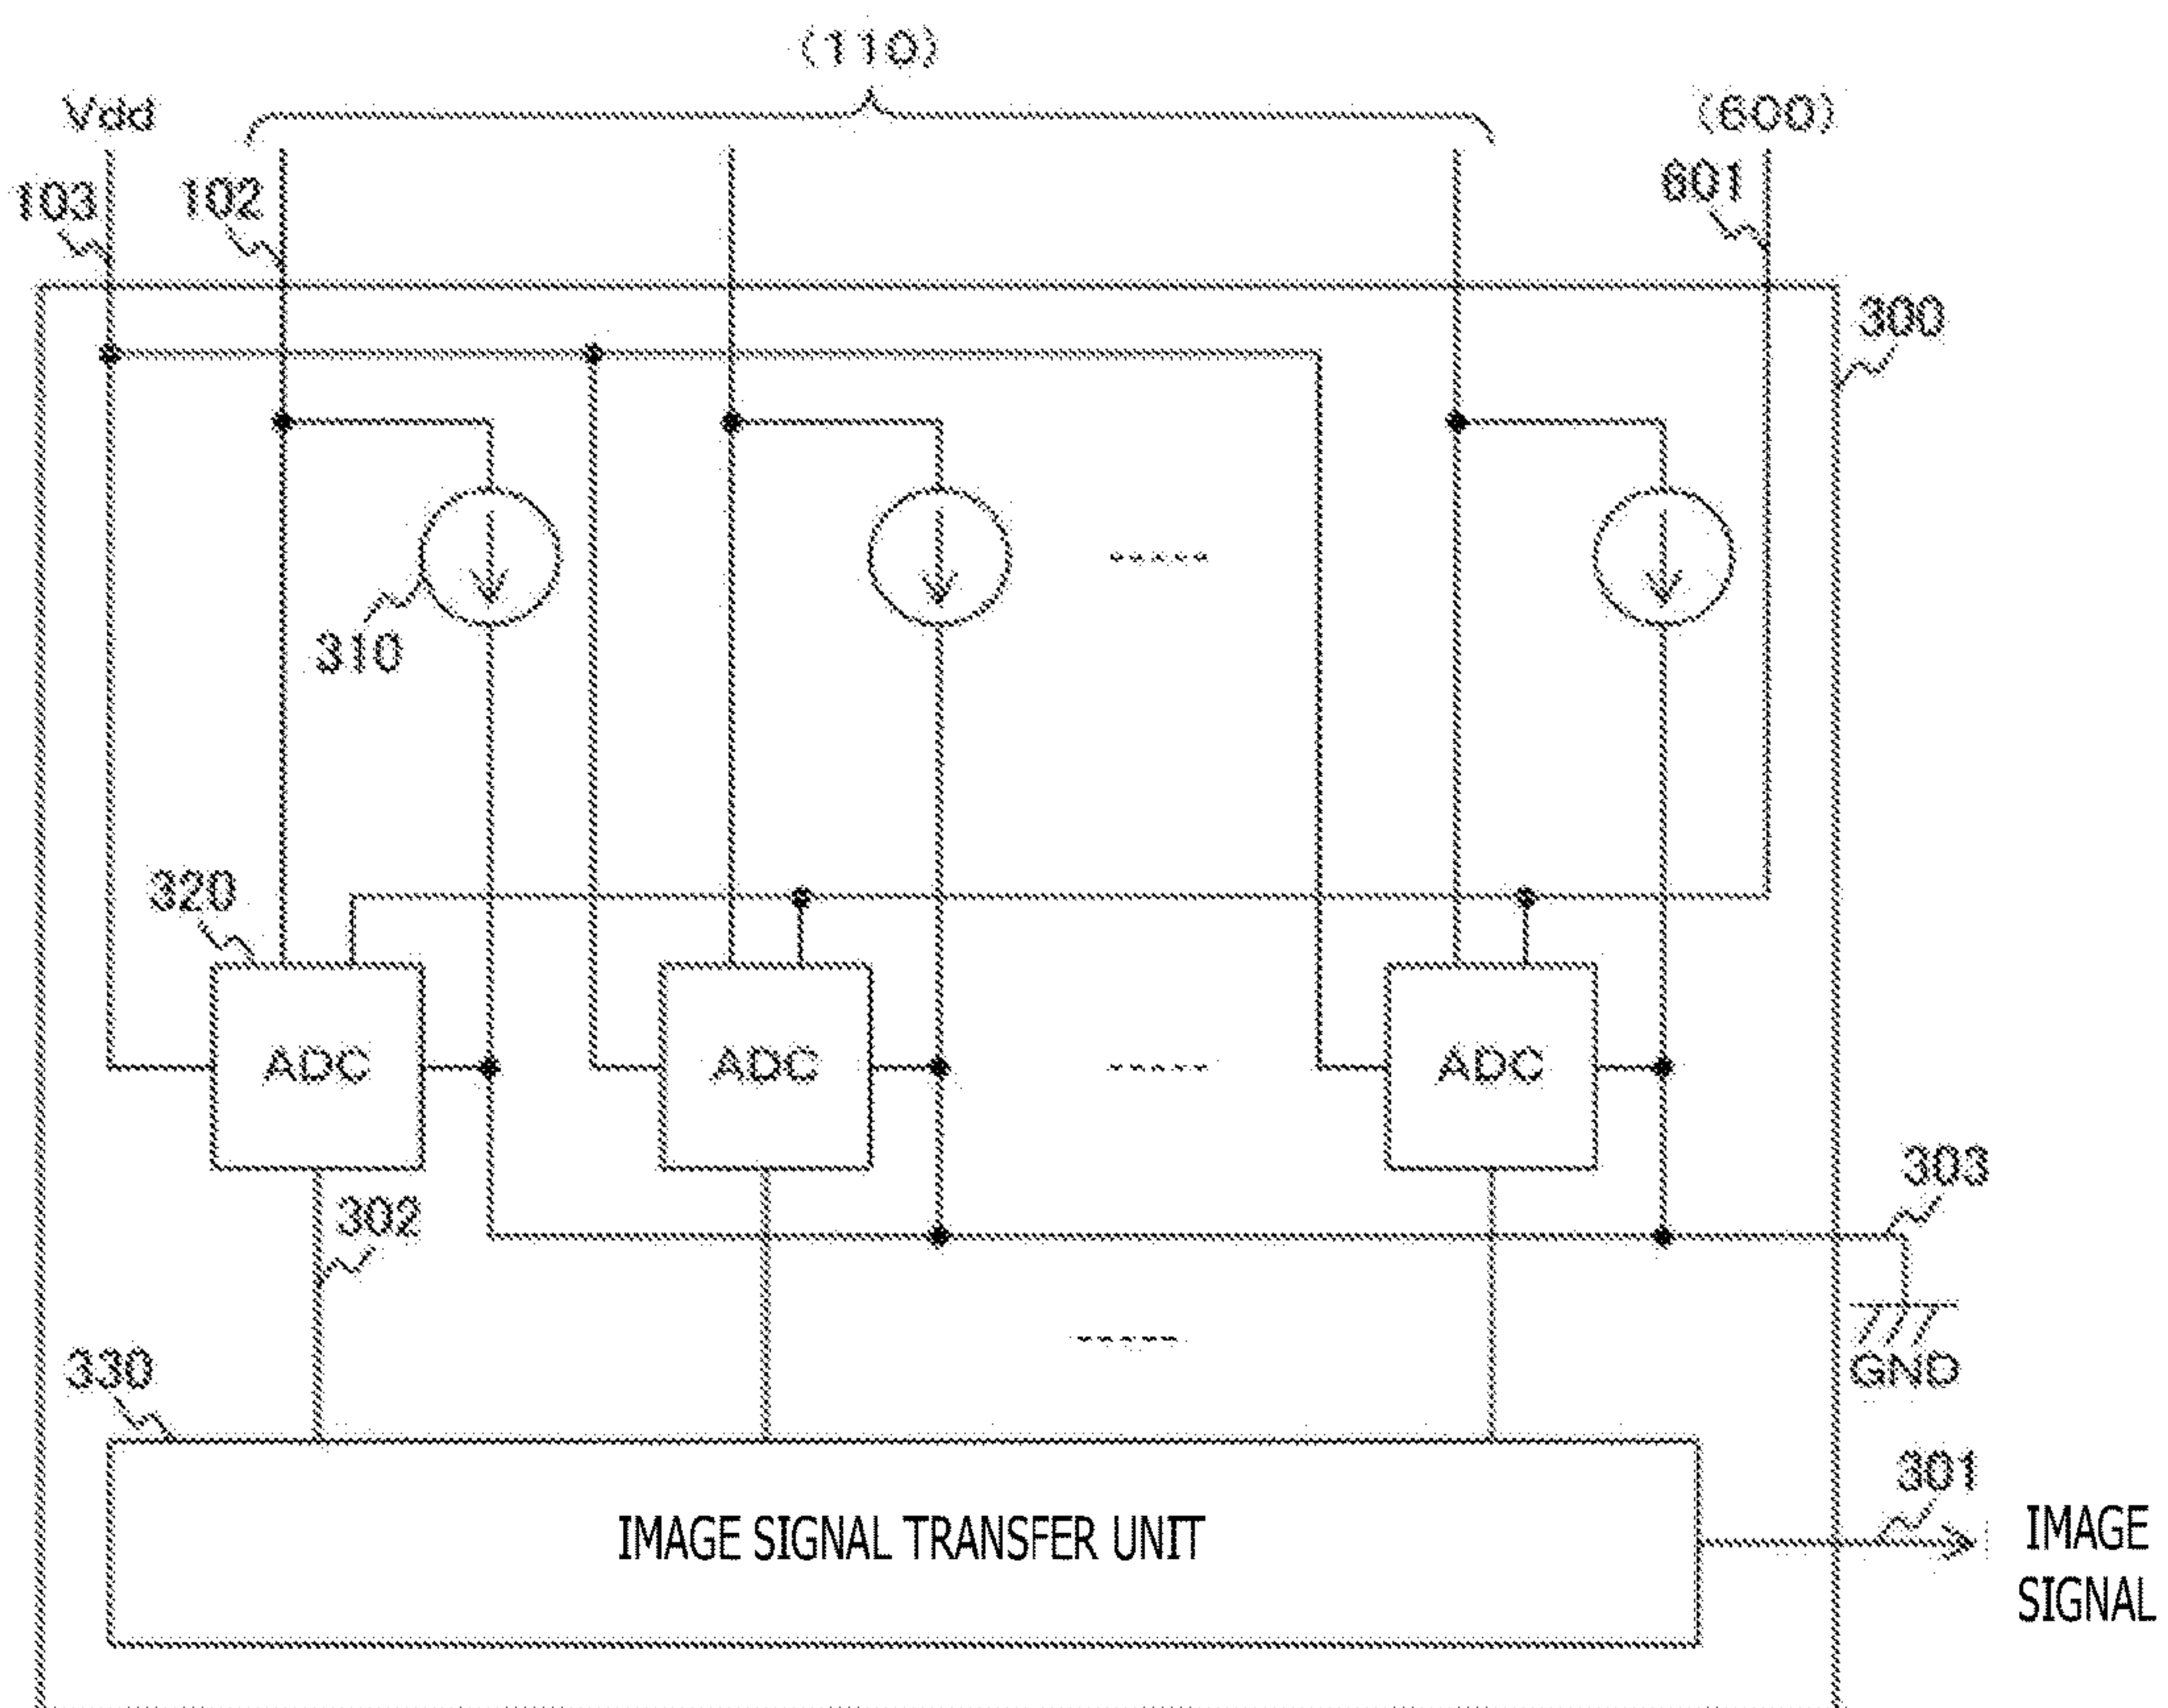 (110)
Vdd
(600)
103
102
601
300
310
320
ADC
ADC
ADC
303
302
GND
330
301
IMAGE SIGNAL TRANSFER UNIT
IMAGE
SIGNAL